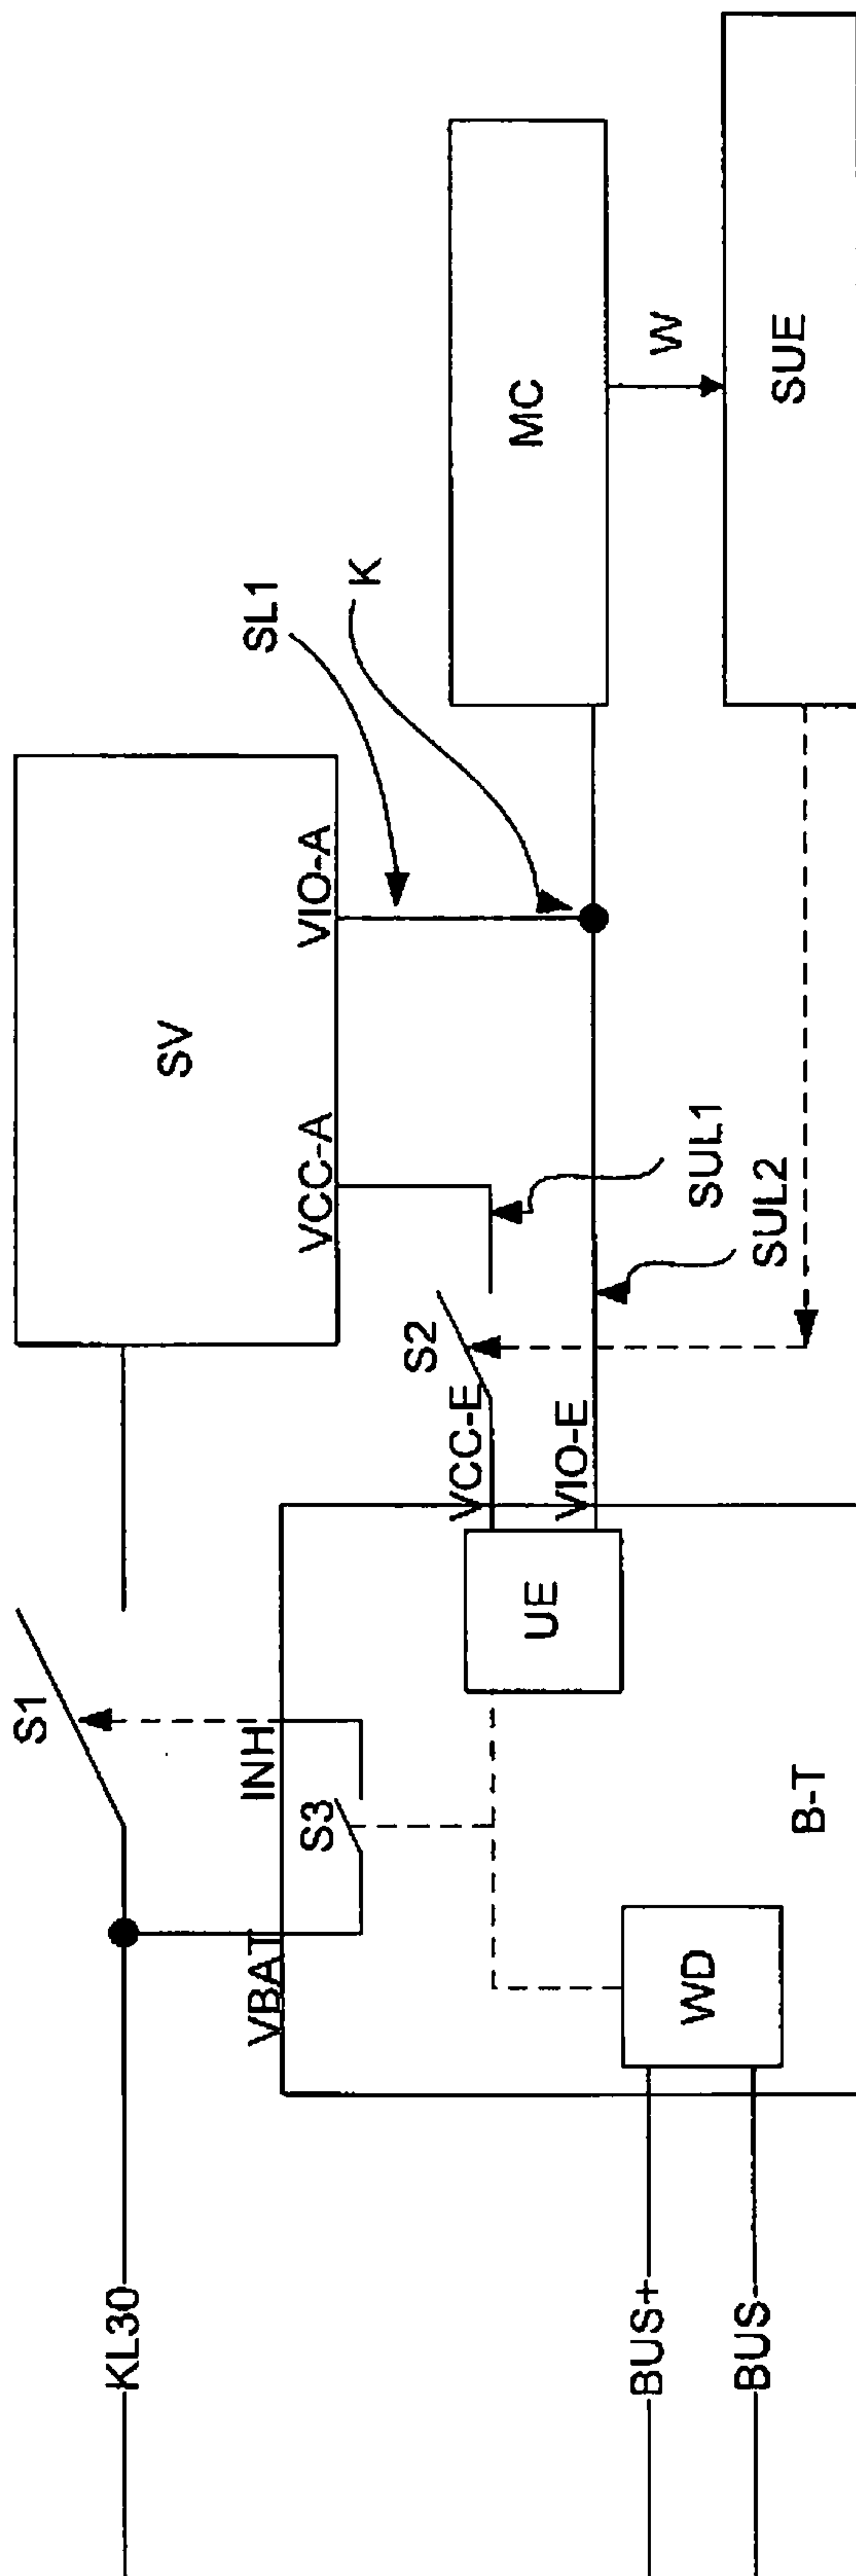 KL30
S1
SV
VCC-A
VIO-A
SL1
K
VBAT
INH
S3
S2
VCC-E
VIO-E
UE
SUL1
SUL2
MC
W
SUE
BUS+
BUS-
WD
B-T